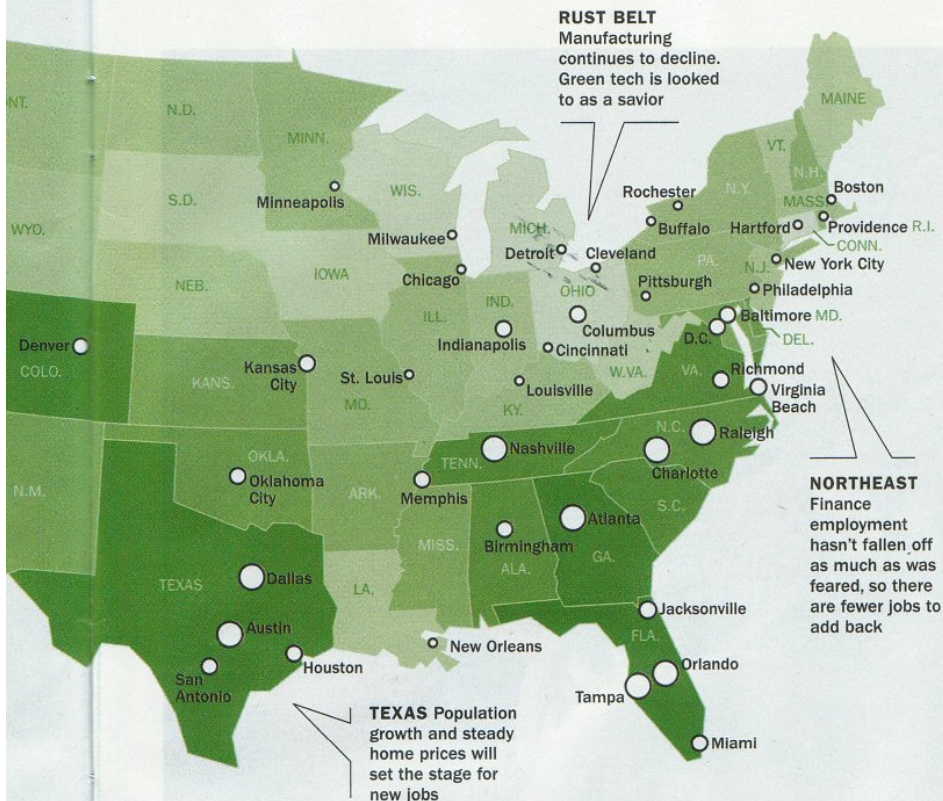 RUST BELT
Manufacturing
continues to decline.
Green tech is looked
to as a savior
NT.
N.D.
MINN.
MAINE
VT.
N.H.
WIS.
S.D.
Minneapolis
Rochester
N.Y.
Boston
MASS.
WYO.
MICH.
Milwaukee
Buffalo
Hartford
Providence R.I.
CONN.
Detroit
Cleveland
PA.
N.J.
New York City
IOWA
Chicago
NEB.
OHIO
Pittsburgh
Philadelphia
IND.
ILL.
Columbus
Baltimore MD.
D.C.
DEL.
Denver
Indianapolis
Cincinnati
COLO.
Kansas
City
St. Louis
W.VA.
VA.
Richmond
KANS.
Louisville
Virginia
Beach
MO.
KY.
N.C.
Raleigh
Nashville
OKLA.
TENN.
Charlotte
Oklahoma
City
N.M.
ARK.
Memphis
NORTHEAST
Finance
employment
hasn't fallen off
as much as was
feared, so there
are fewer jobs to
add back
S.C.
Atlanta
Birmingham
MISS.
ALA.
GA.
TEXAS
Dallas
LA.
Jacksonville
Austin
FLA.
New Orleans
Houston
San
Antonio
Orlando
Tampa
TEXAS Population
growth and steady
home prices will
set the stage for
new jobs
Miami